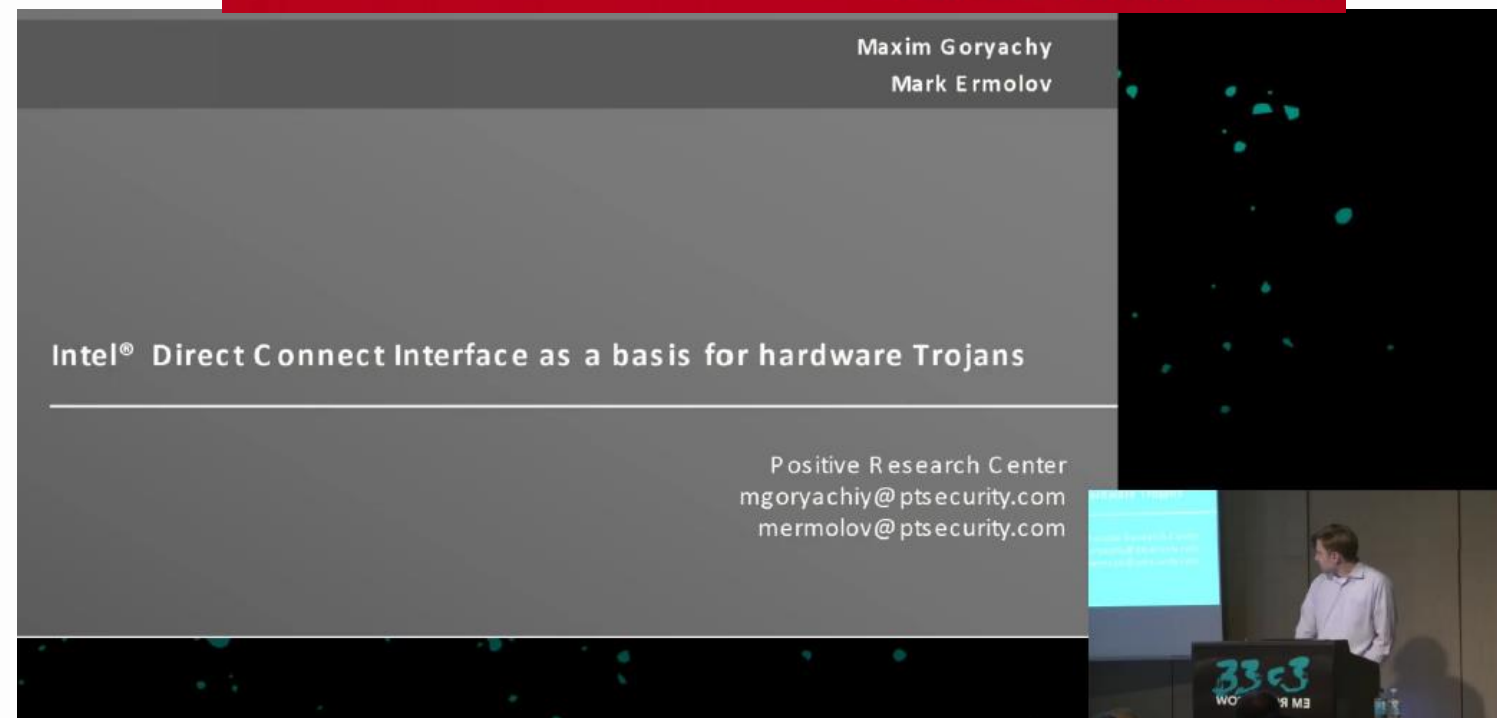 Maxim Goryachy
Mark Ermolov
Intel® Direct Connect Interface as a basis for hardware Trojans
Positive Research Center
mgoryachiy@ptsecurity.com
mermolov@ptsecurity.com
33c3